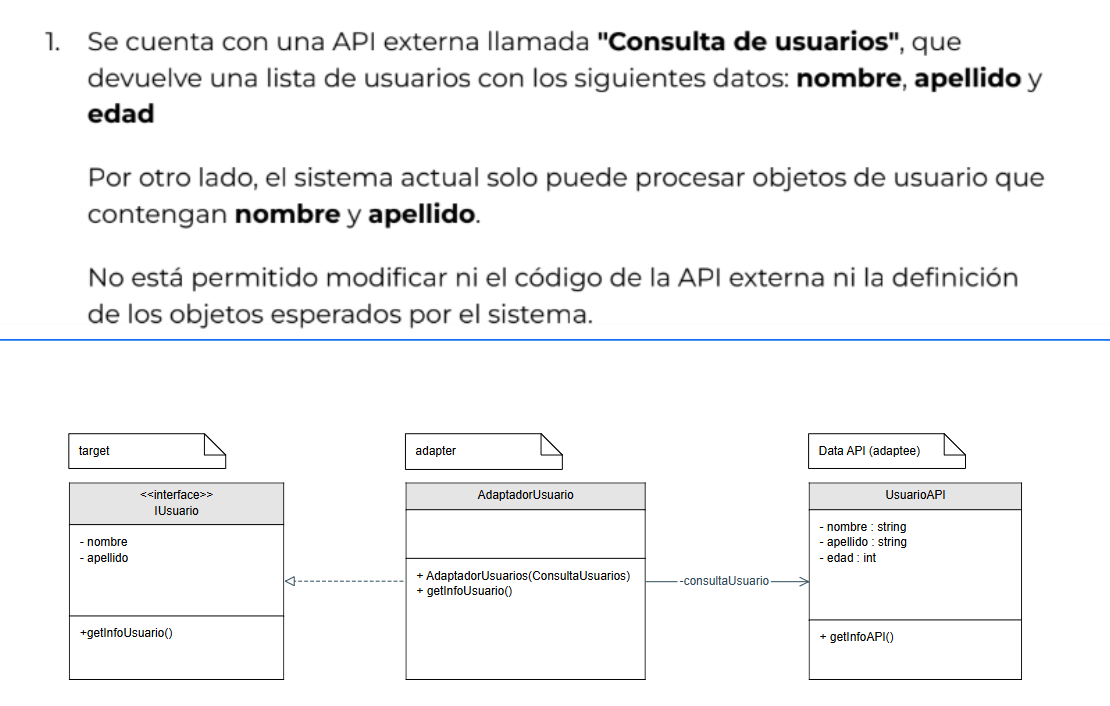 1. Se cuenta con una API externa llamada "Consulta de usuarios", que
devuelve una lista de usuarios con los siguientes datos: nombre, apellido y
edad
Por otro lado, el sistema actual solo puede procesar objetos de usuario que
contengan nombre y apellido.
No está permitido modificar ni el código de la API externa ni la definición
de los objetos esperados por el sistema.
target
<<interface>>
IUsuario
- nombre
- apellido
+getInfoUsuario()
adapter
AdaptadorUsuario
+ AdaptadorUsuarios(ConsultaUsuarios)
+ getInfoUsuario()
-consultaUsuario
Data API (adaptee)
UsuarioAPI
- nombre : string
- apellido : string
- edad : int
+ getInfoAPI()